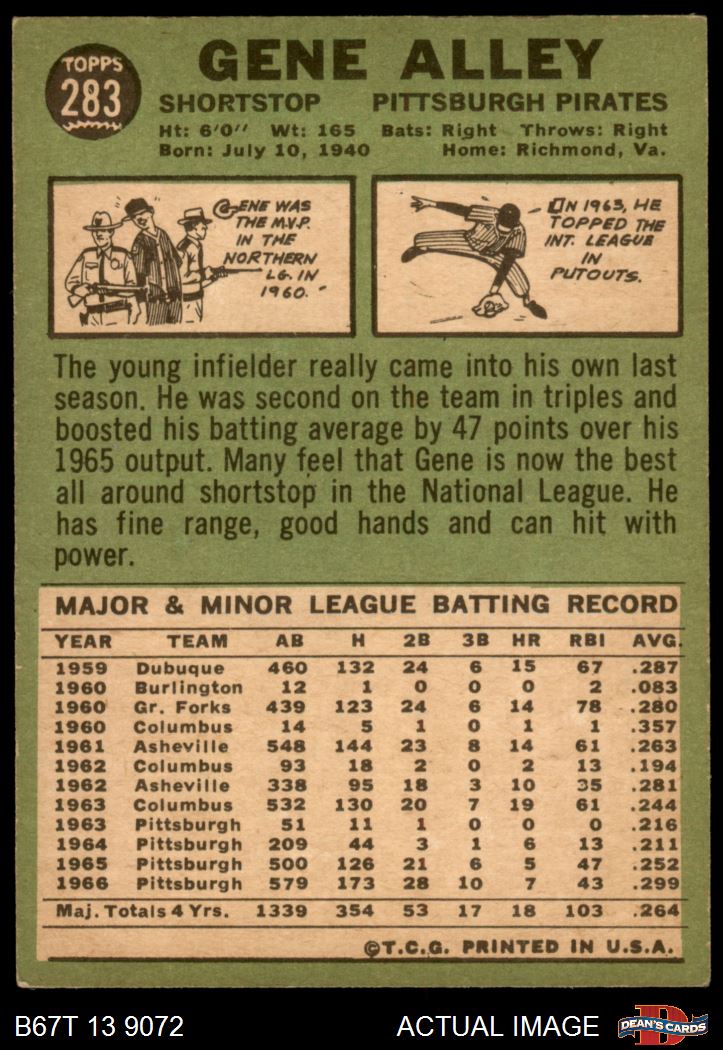 TOPPS
283
GENE ALLEY
SHORTSTOP PITTSBURGH PIRATES
Ht: 6'0" Wt: 165 Bats: Right Throws: Right
Born: July 10, 1940 Home: Richmond, Va.
GENE WAS
THE M.V.P.
IN THE
NORTHERN
LG. IN
1960.
IN 1963, HE
TOPPED THE
INT. LEAGUE
IN
PUTOUTS.
The young infielder really came into his own last
season. He was second on the team in triples and
boosted his batting average by 47 points over his
1965 output. Many feel that Gene is now the best
all around shortstop in the National League. He
has fine range, good hands and can hit with
power.
MAJOR & MINOR LEAGUE BATTING RECORD
YEAR TEAM AB H 2B 3B HR RBI AVG.
1959 Dubuque 460 132 24 6 15 67 .287
1960 Burlington 12 1 0 0 0 2 .083
1960 Gr. Forks 439 123 24 6 14 78 .280
1960 Columbus 14 5 1 0 1 1 .357
1961 Asheville 548 144 23 8 14 61 .263
1962 Columbus 93 18 2 0 2 13 .194
1962 Asheville 338 95 18 3 10 35 .281
1963 Columbus 532 130 20 7 19 61 .244
1963 Pittsburgh 51 11 1 0 0 0 .216
1964 Pittsburgh 209 44 3 1 6 13 .211
1965 Pittsburgh 500 126 21 6 5 47 .252
1966 Pittsburgh 579 173 28 10 7 43 .299
Maj. Totals 4 Yrs. 1339 354 53 17 18 103 .264
©T.C.G. PRINTED IN U.S.A.
B67T 13 9072 ACTUAL IMAGE
DEAN'S CARDS